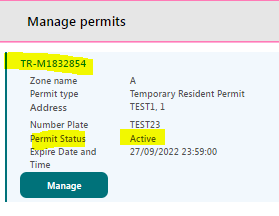 Manage permits
TR-M1832854
Zone name A
Permit type Temporary Resident Permit
Address TEST1, 1
Number Plate TEST23
Permit Status Active
Expire Date and 27/09/2022 23:59:00
Time
Manage